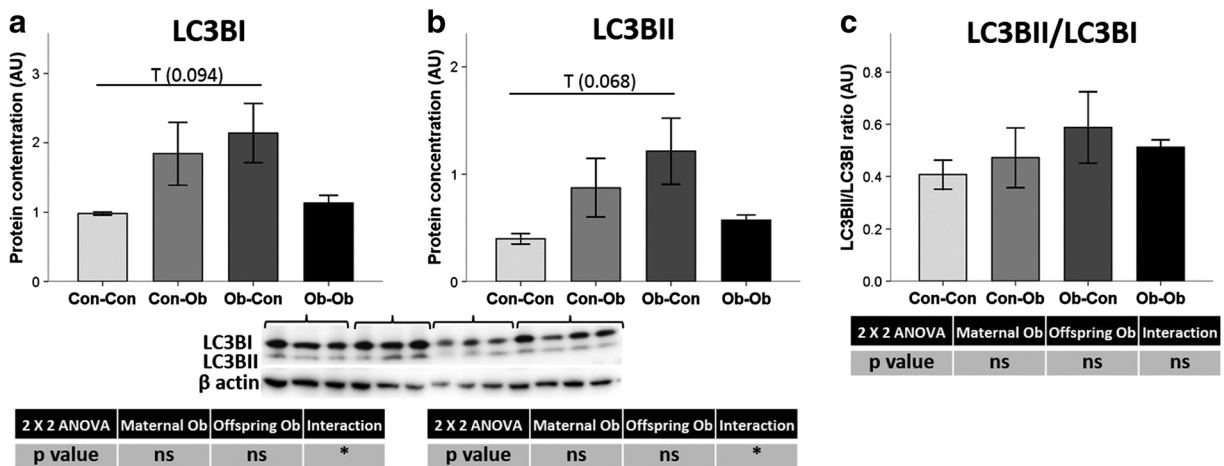 a
LC3BI
Protein contentration (AU)
3
2
1
0
T (0.094)
Con-Con Con-Ob Ob-Con Ob-Ob
b
LC3BII
Protein concentration (AU)
2
1
0
T (0.068)
Con-Con Con-Ob Ob-Con Ob-Ob
c
LC3BII/LC3BI
LC3BII/LC3BI ratio (AU)
0.8
0.6
0.4
0.2
0.0
Con-Con Con-Ob Ob-Con Ob-Ob
LC3BI
LC3BII
β actin
2 X 2 ANOVA Maternal Ob Offspring Ob Interaction
p value ns ns *
2 X 2 ANOVA Maternal Ob Offspring Ob Interaction
p value ns ns *
2 X 2 ANOVA Maternal Ob Offspring Ob Interaction
p value ns ns ns